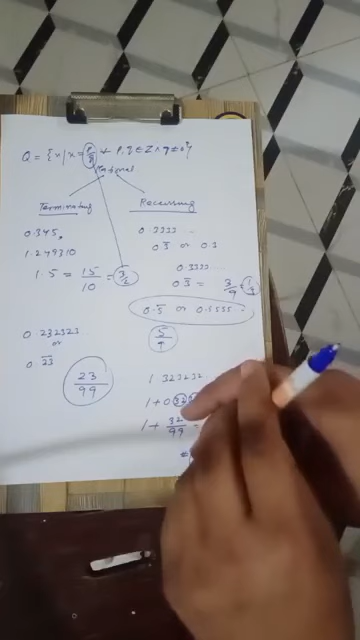 Q = {x/x = p/q ∀ p,q ∈ Z ∧ q ≠ 0}
Rational
Terminating
Recurring
0.345,
0.3333....
1.249310
0.3̅ or 0.3
1.5 = 15/10 = 3/2
0.3333....
0.3̅ = 3/9 = 1/3
0.5̅ or 0.5555...
0.232323
or
0.2̅3̅
5/9
23/99
1.323232...
1+0.32
1 + 32/99 =